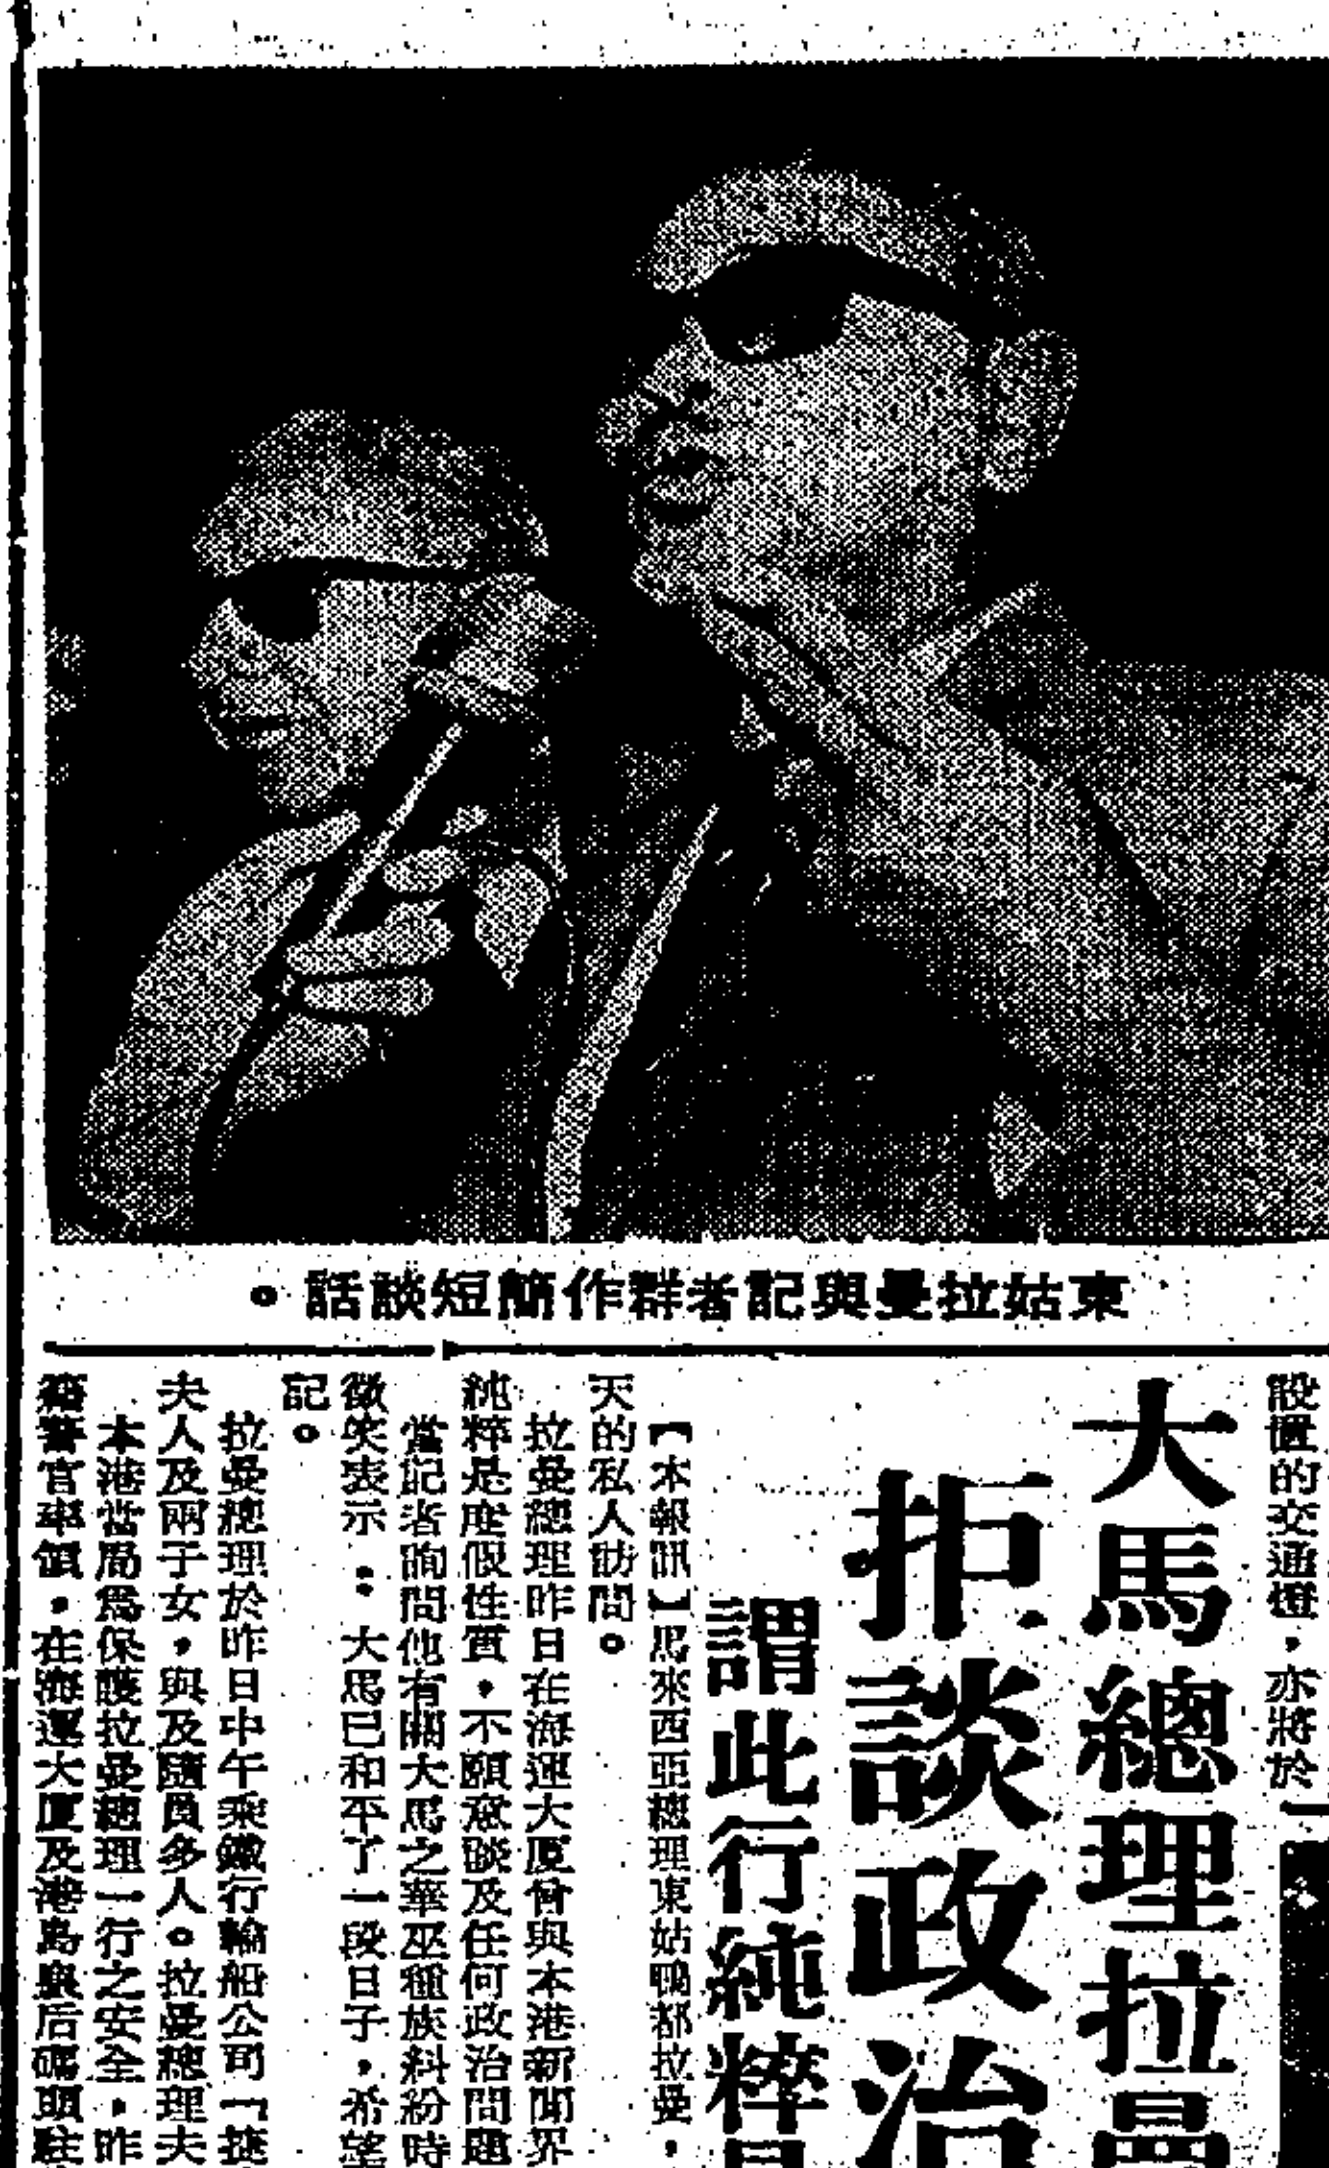 東姑拉曼與記者群作簡短談話。
設置的交通燈，亦將於
大馬總理拉曼
拒談政治
謂此行純粹是
【本報訊】馬來西亞總理東姑鴨都拉曼，
天的私人訪問。
拉曼總理昨日在海運大厦曾與本港新聞界
純粹是度假性質，不願意談及任何政治問題
當記者詢問他有關大馬之華巫種族糾紛時
微笑表示：大馬已和平了一段日子，希望
記。
拉曼總理於昨日中午乘鐵行輪船公司「
夫人及兩子女，與及隨員多人。拉曼總理夫
本港當局為保護拉曼總理一行之安全，昨
警官率領，在海運大厦及港島皇后碼頭駐